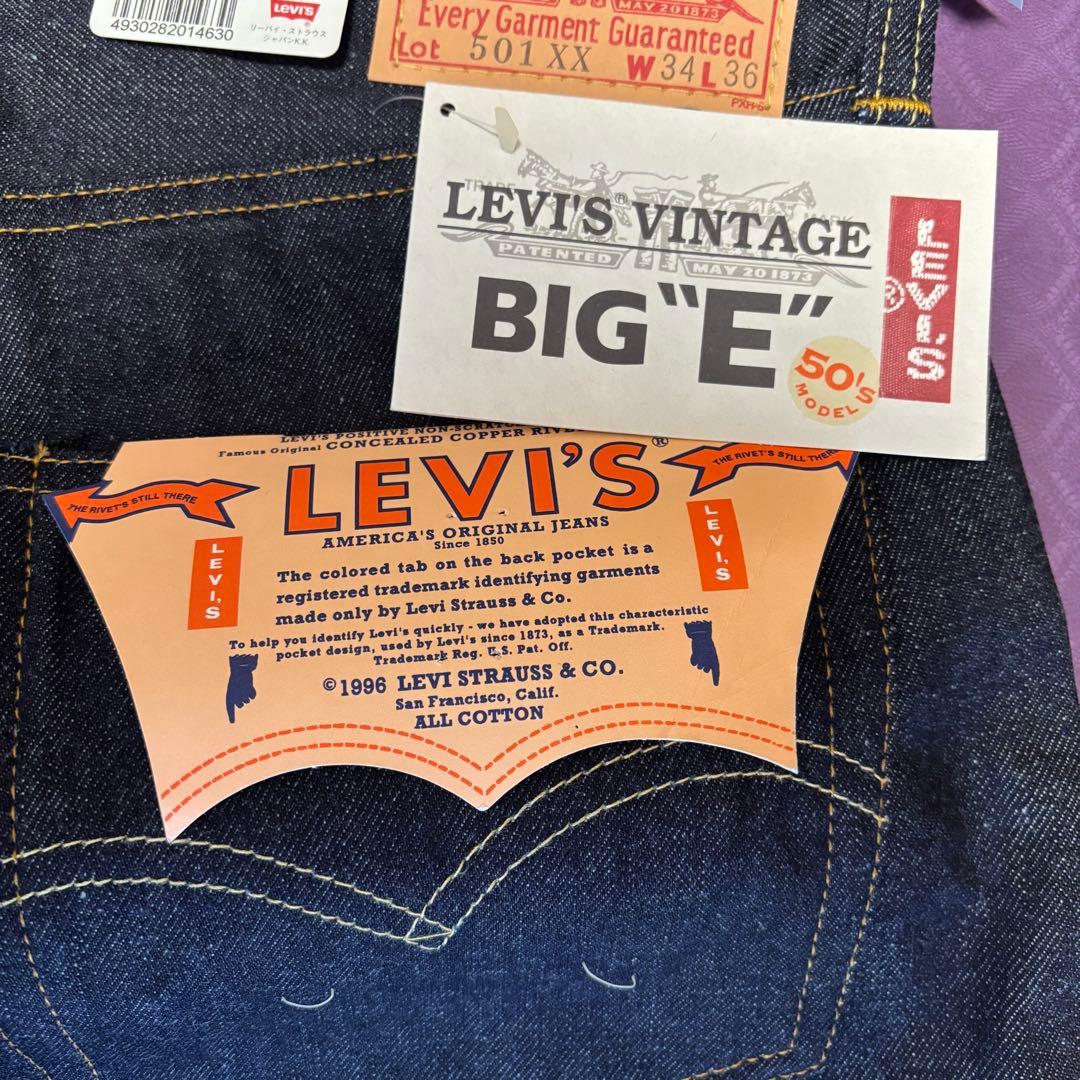 LEVI'S
4930282014630
リーバイ・ストラウス
ジャパンK.K.
MAY 20 1873
Every Garment Guaranteed
Lot 501 XX W 34 L 36
LEVI'S® VINTAGE
TRADE MARK
PATENTED MAY 20 1873
BIG "E"
50's
MODEL
LEVI'S®
LEVI'S POSITIVE NON-SCRATCH
Famous Original CONCEALED COPPER
LEVI'S®
THE RIVET'S STILL THERE
THE RIVET'S STILL THERE
AMERICA'S ORIGINAL JEANS
Since 1850
LEVI'S
LEVI'S
The colored tab on the back pocket is a
registered trademark identifying garments
made only by Levi Strauss & Co.
To help you identify Levi's quickly - we have adopted this characteristic
pocket design, used by Levi's since 1873, as a Trademark.
Trademark Reg. U.S. Pat. Off.
©1996 LEVI STRAUSS & CO.
San Francisco, Calif.
ALL COTTON